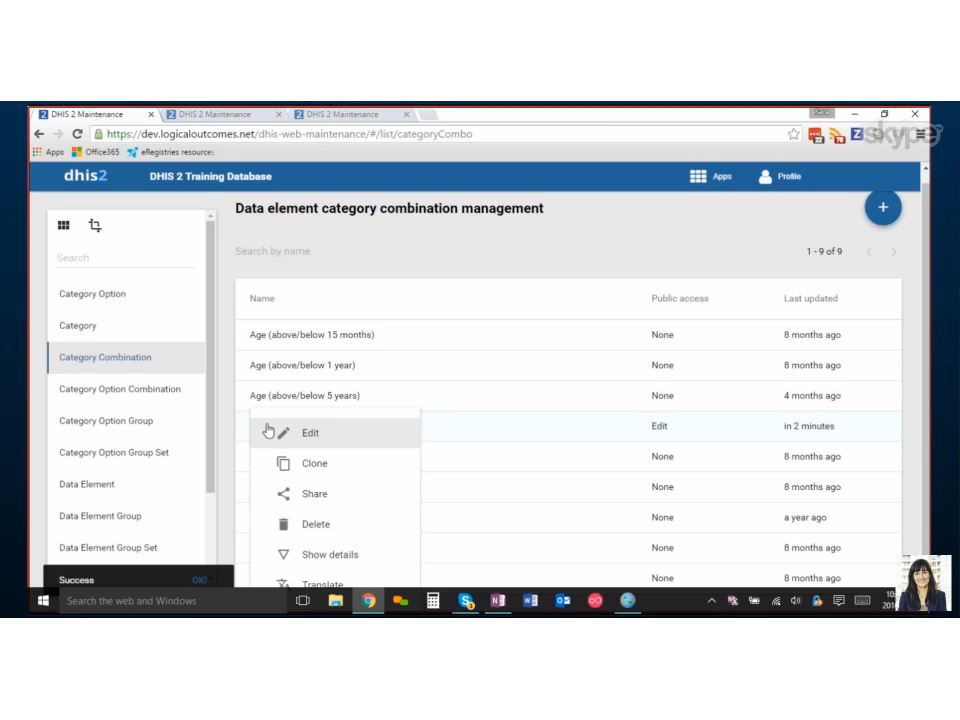 DHIS 2 Maintenance
DHIS 2 Maintenance
DHIS 2 Maintenance
https://dev.logicaloutcomes.net/dhis-web-maintenance/#/list/categoryCombo
skype
Apps Office365 eRegistries resources
dhis2 DHIS 2 Training Database Apps Profile
Data element category combination management
Search by name 1 - 9 of 9
Search
Category Option
Category
Category Combination
Category Option Combination
Category Option Group
Category Option Group Set
Data Element
Data Element Group
Data Element Group Set
Name Public access Last updated
Age (above/below 15 months) None 8 months ago
Age (above/below 1 year) None 8 months ago
Age (above/below 5 years) None 4 months ago
Edit in 2 minutes
None 8 months ago
None 8 months ago
None a year ago
None 8 months ago
None 8 months ago
Edit
Clone
Share
Delete
Show details
Translate
Success OK!
Search the web and Windows